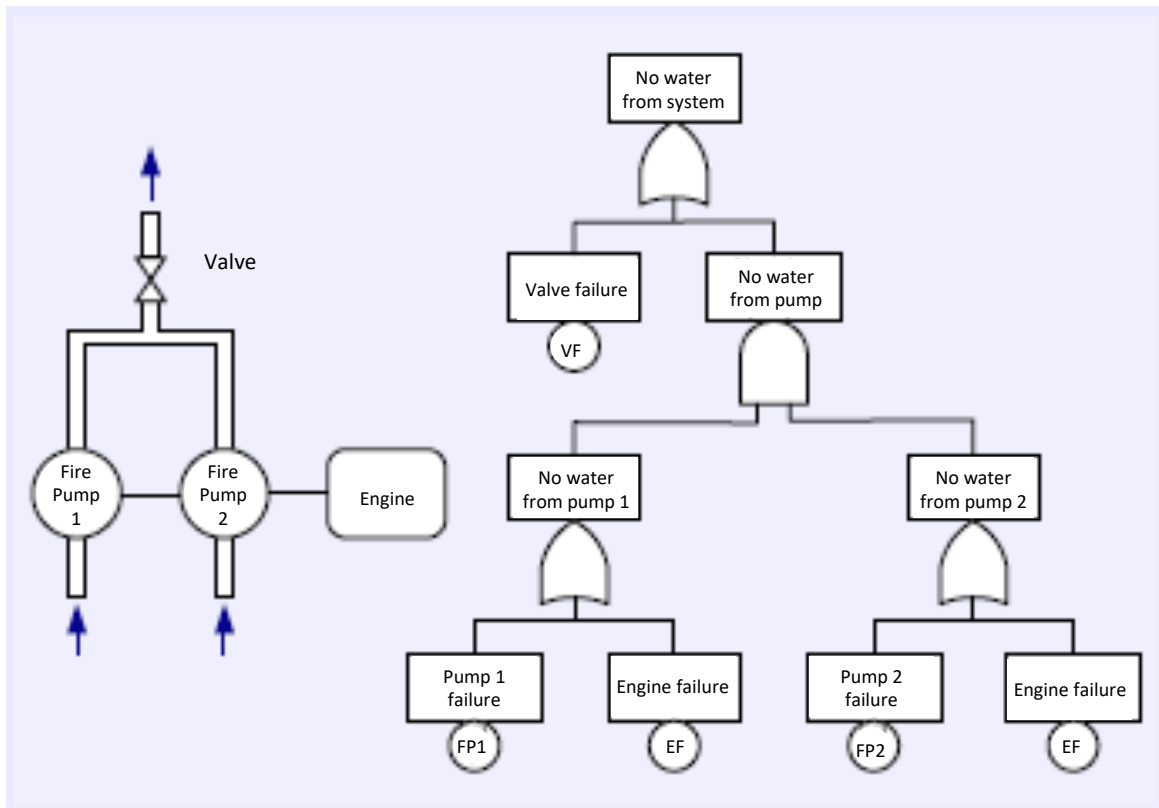 No water
from system
Valve
Valve failure
No water
from pump
VF
Fire
Pump
1
Fire
Pump
2
Engine
No water
from pump 1
No water
from pump 2
Pump 1
failure
Engine failure
Pump 2
failure
Engine failure
FP1
EF
FP2
EF